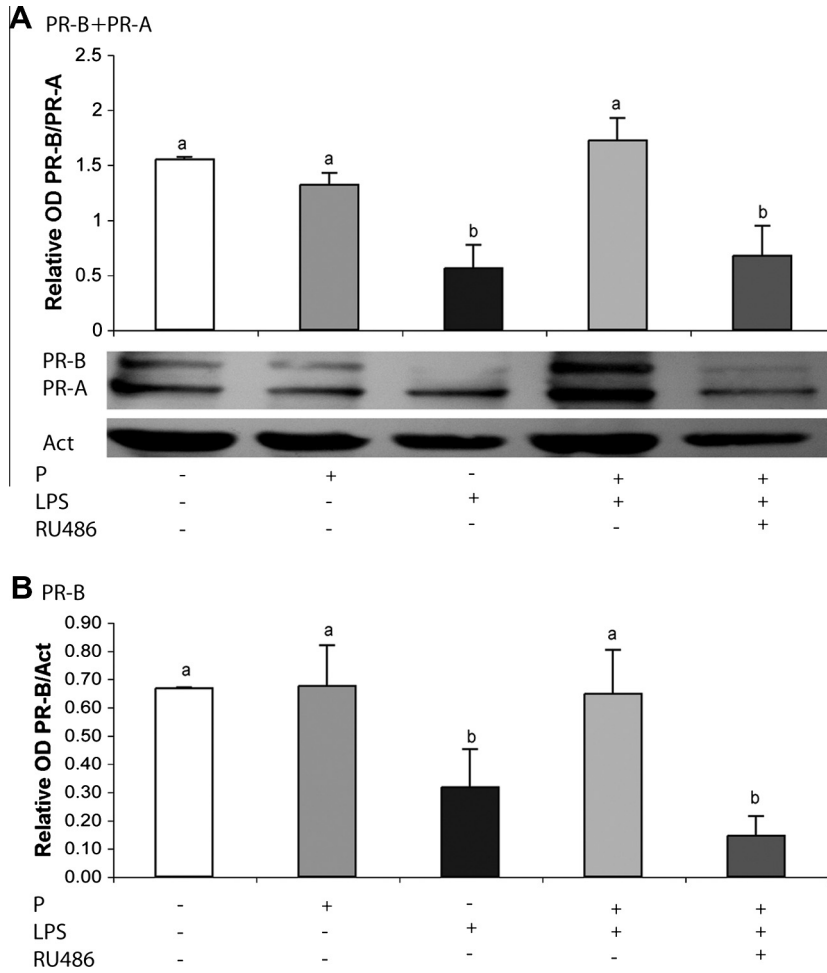 A PR-B+PR-A
Relative OD PR-B/PR-A
2.5
2
1.5
1
0.5
0
a
a
b
a
b
PR-B
PR-A
Act
P - + - + +
LPS - - + + +
RU486 - - - - +
B PR-B
Relative OD PR-B/Act
0.90
0.80
0.70
0.60
0.50
0.40
0.30
0.20
0.10
0.00
a
a
b
a
b
P - + - + +
LPS - - + + +
RU486 - - - - +